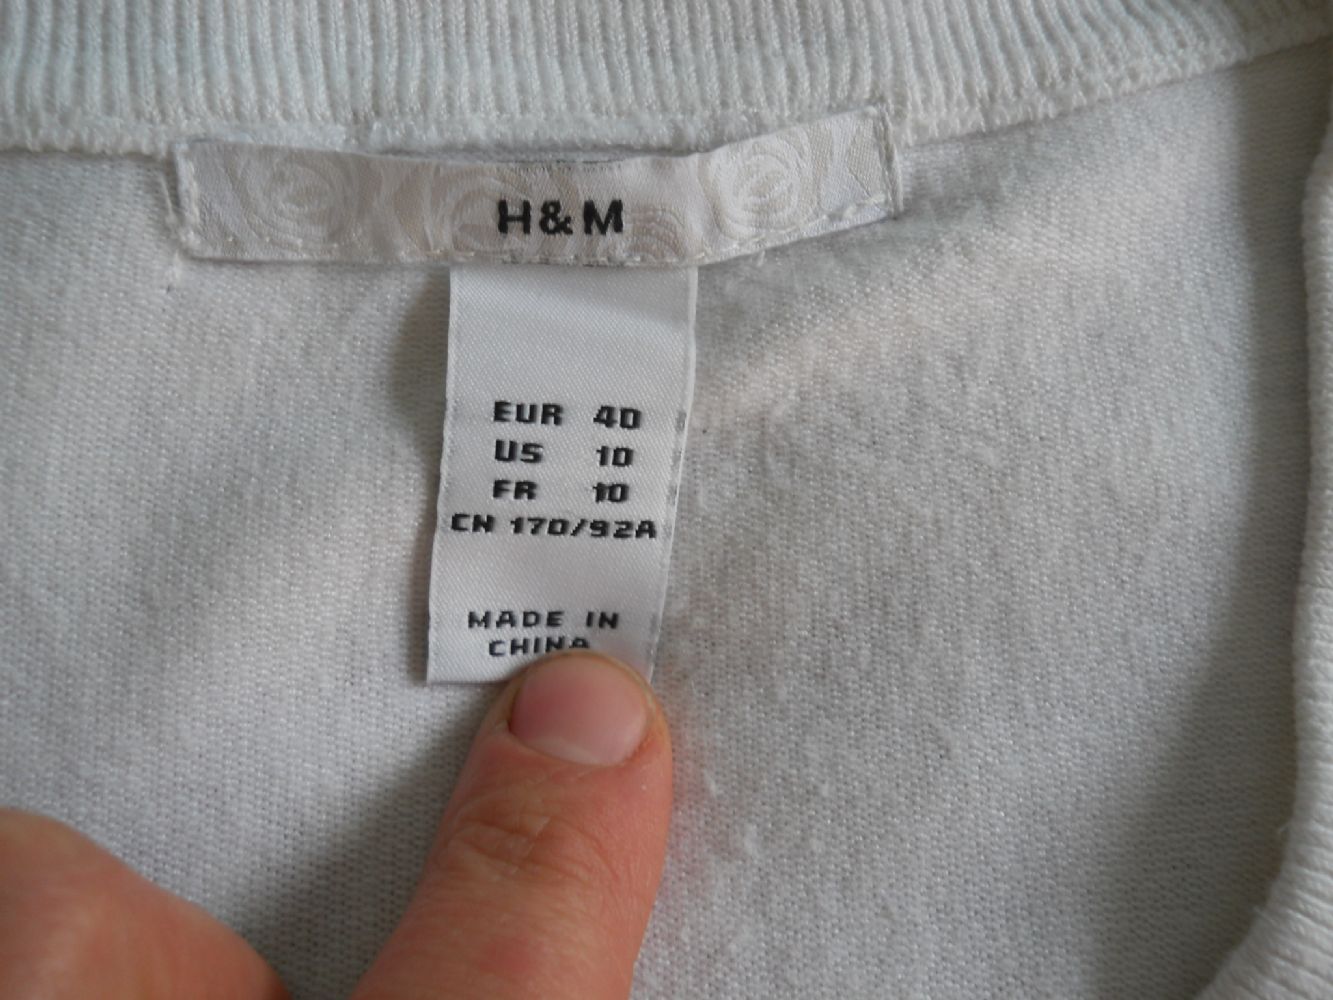 H&M
EUR 40
US 10
FR 10
CN 170/92A
MADE IN
CHINA